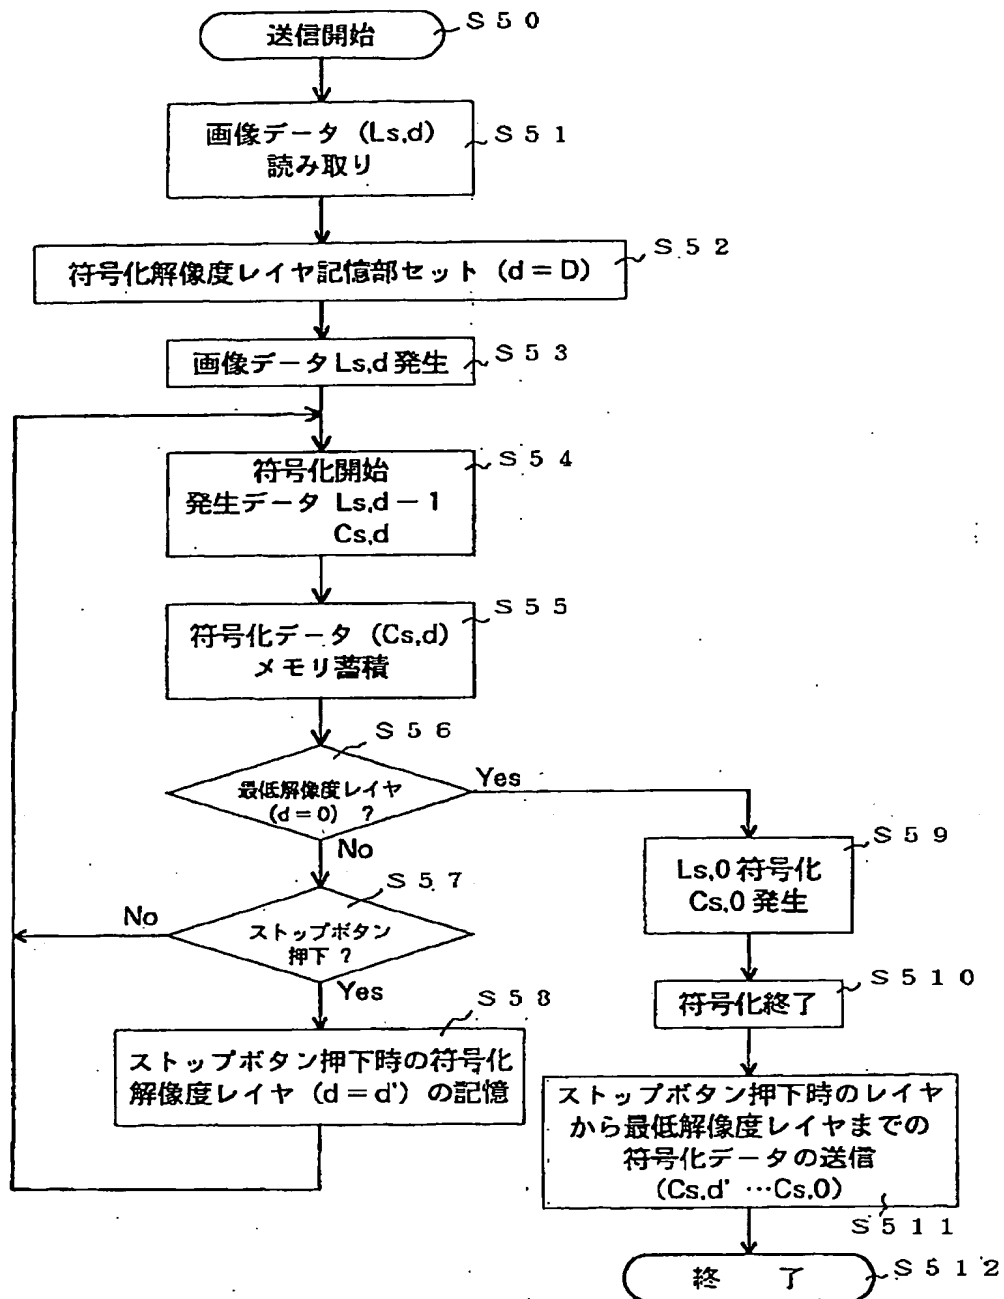 送信開始
S50
画像データ (Ls,d)
読み取り
S51
符号化解像度レイヤ記憶部セット (d=D)
S52
画像データLs,d発生
S53
符号化開始
発生データ Ls,d-1
Cs,d
S54
符号化データ (Cs,d)
メモリ蓄積
S55
最低解像度レイヤ
(d=0) ?
S56
Yes
No
ストップボタン
押下 ?
S57
No
Yes
ストップボタン押下時の符号化
解像度レイヤ (d=d') の記憶
S58
Ls,0 符号化
Cs,0 発生
S59
符号化終了
S510
ストップボタン押下時のレイヤ
から最低解像度レイヤまでの
符号化データの送信
(Cs,d' …Cs,0)
S511
終 了
S512